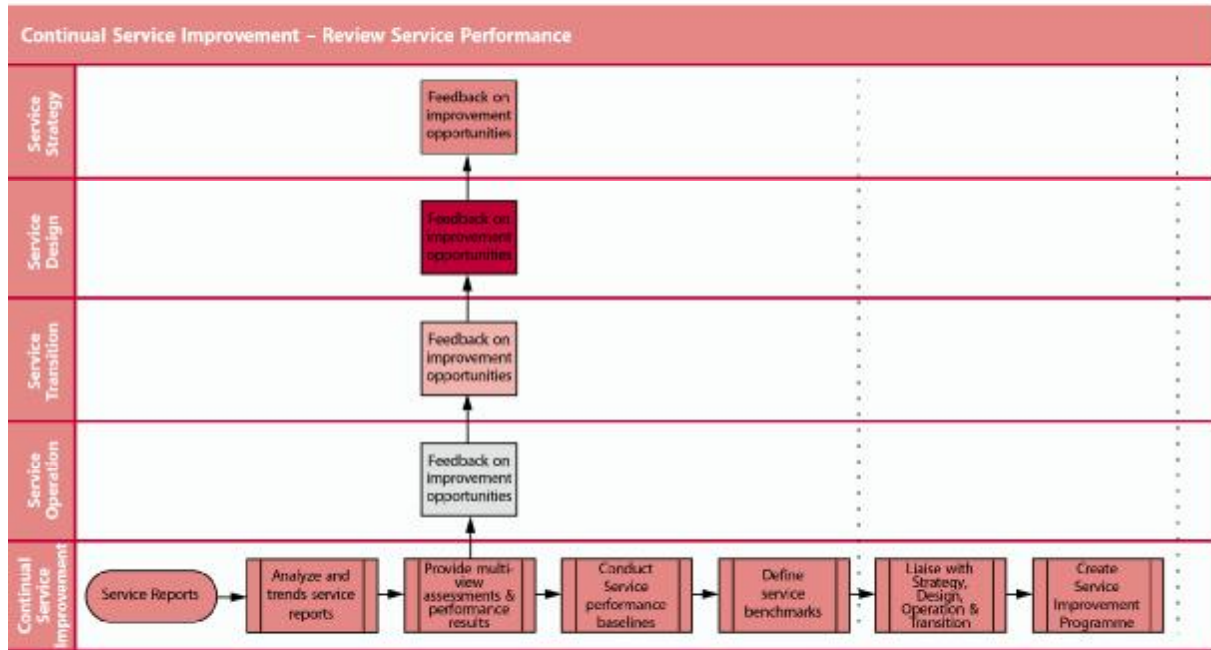 Continual Service Improvement – Review Service Performance
Service
Strategy
Feedback on
improvement
opportunities
Service
Design
Feedback on
improvement
opportunities
Service
Transition
Feedback on
improvement
opportunities
Service
Operation
Feedback on
improvement
opportunities
Continual
Service
Improvement
Service Reports
Analyze and
trends service
reports
Provide multi-
view
assessments &
performance
results
Conduct
Service
performance
baselines
Define
service
benchmarks
Liaise with
Strategy,
Design,
Operation &
Transition
Create
Service
Improvement
Programme